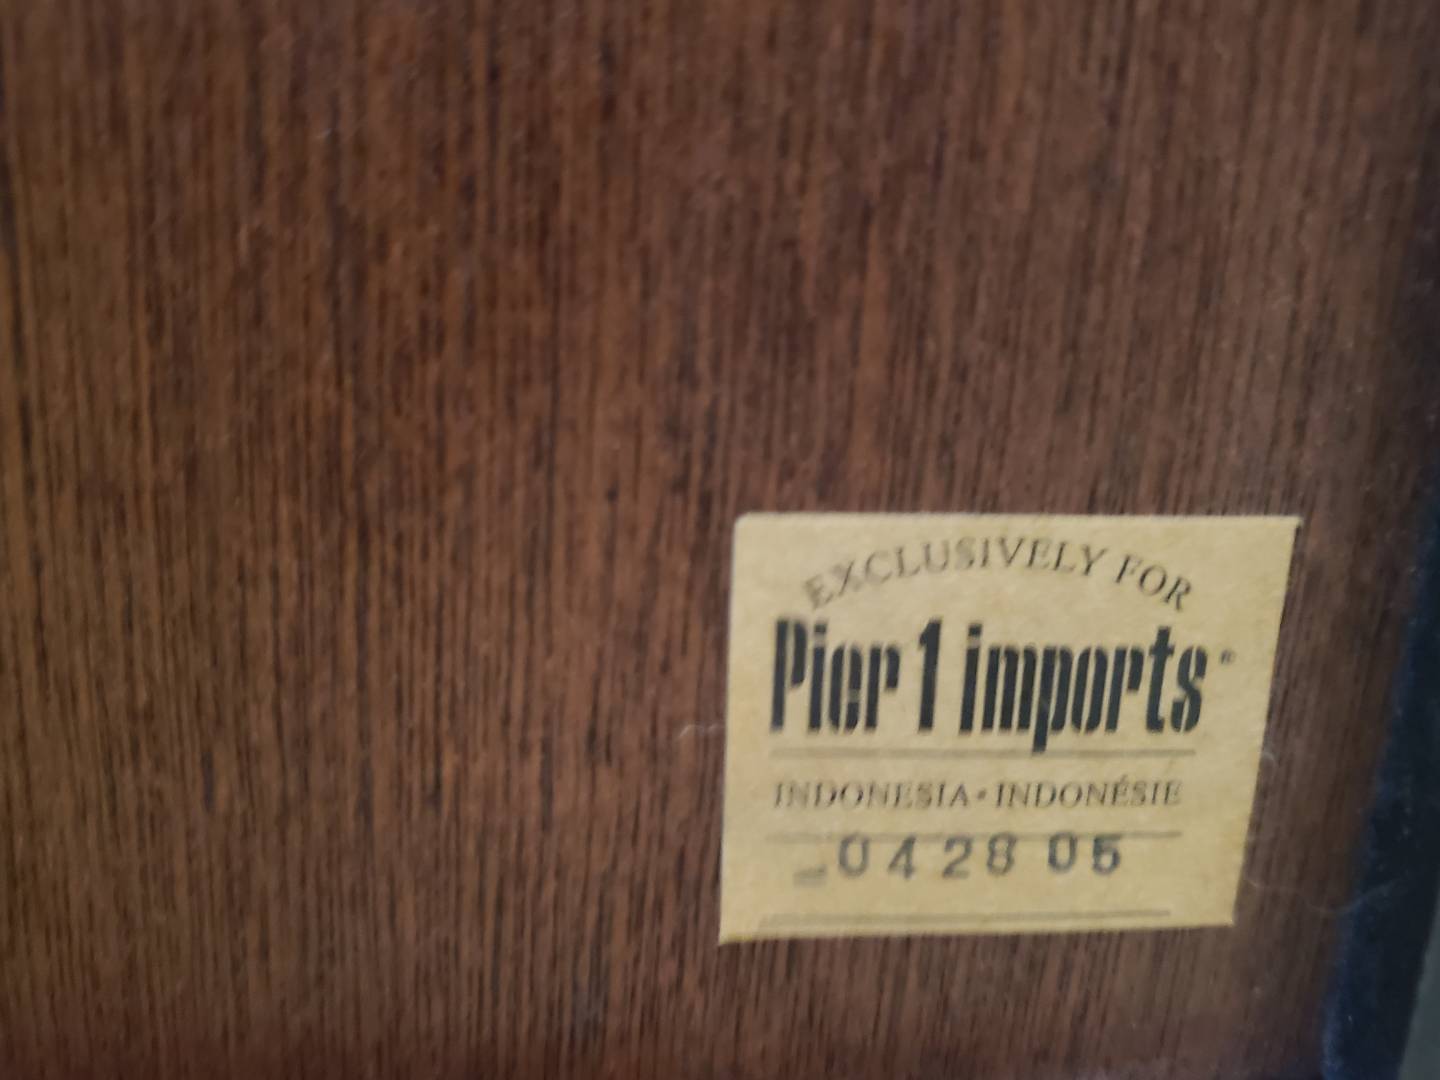 EXCLUSIVELY FOR
Pier 1 imports®
INDONESIA • INDONÉSIE
0428 05